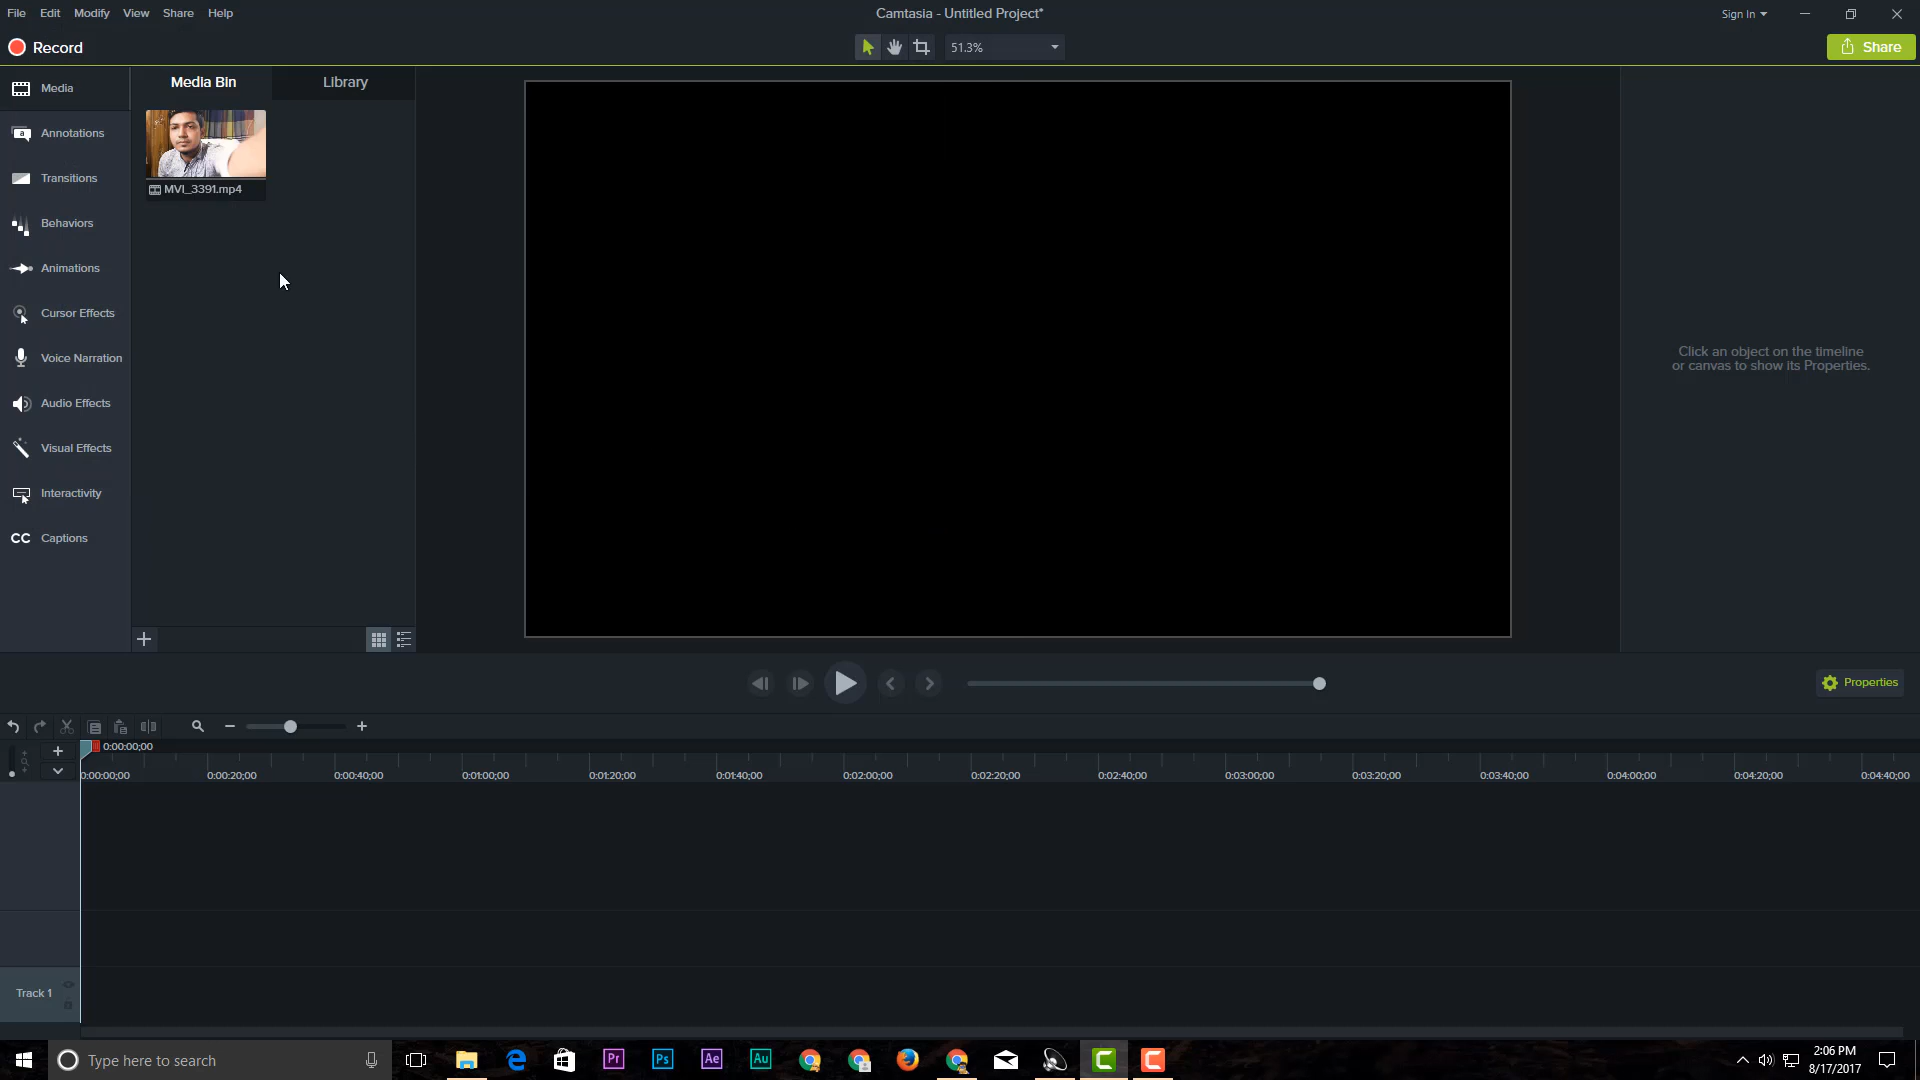 File Edit Modify View Share Help
Camtasia - Untitled Project*
Sign In
Record
51.3%
Share
Media
Media Bin
Library
MVI_3391.mp4
Annotations
Transitions
Behaviors
Animations
Cursor Effects
Voice Narration
Audio Effects
Visual Effects
Interactivity
CC Captions
Click an object on the timeline
or canvas to show its Properties.
Properties
0:00:00;00
0:00:00;00 0:00:20;00 0:00:40;00 0:01:00;00 0:01:20;00 0:01:40;00 0:02:00;00 0:02:20;00 0:02:40;00 0:03:00;00 0:03:20;00 0:03:40;00 0:04:00;00 0:04:20;00 0:04:40;00
Track 1
Type here to search
Pr Ps Ae Au
2:06 PM
8/17/2017